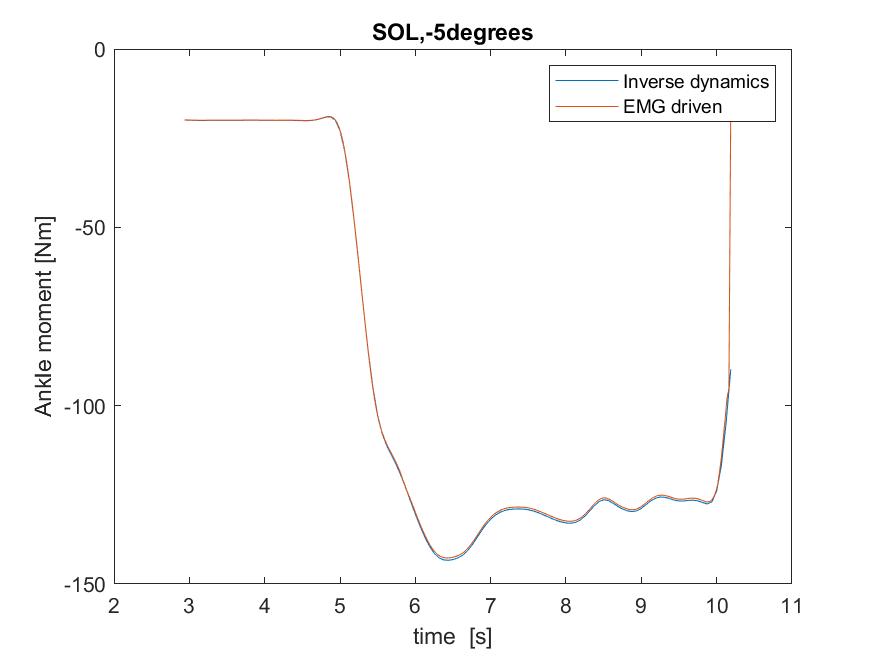 SOL,-5degrees
Inverse dynamics
EMG driven
0
-50
-100
-150
Ankle moment [Nm]
2 3 4 5 6 7 8 9 10 11
time [s]